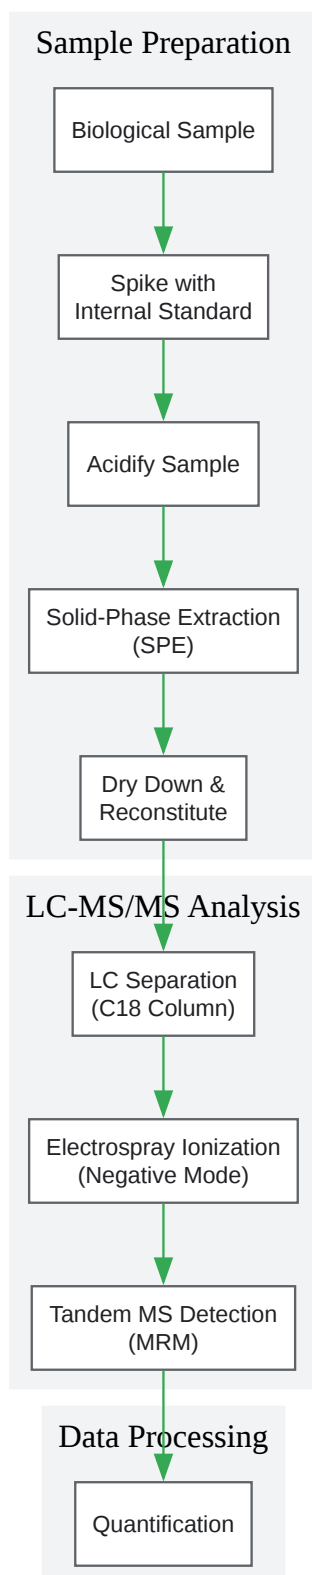 Sample Preparation
Biological Sample
Spike with
Internal Standard
Acidify Sample
Solid-Phase Extraction
(SPE)
Dry Down &
Reconstitute
LC-MS/MS Analysis
LC Separation
(C18 Column)
Electrospray Ionization
(Negative Mode)
Tandem MS Detection
(MRM)
Data Processing
Quantification